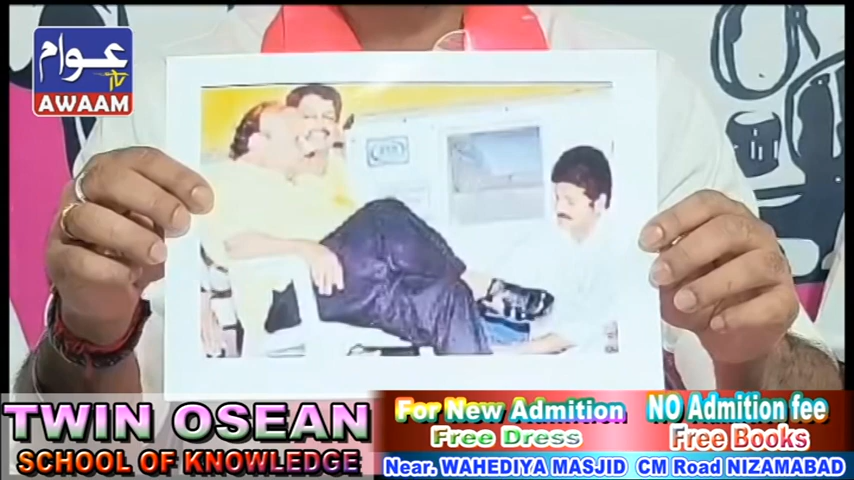 عوام
TV
AWAAM
TWIN OSEAN
SCHOOL OF KNOWLEDGE
For New Admition
Free Dress
NO Admition fee
Free Books
Near. WAHEDIYA MASJID CM Road NIZAMABAD